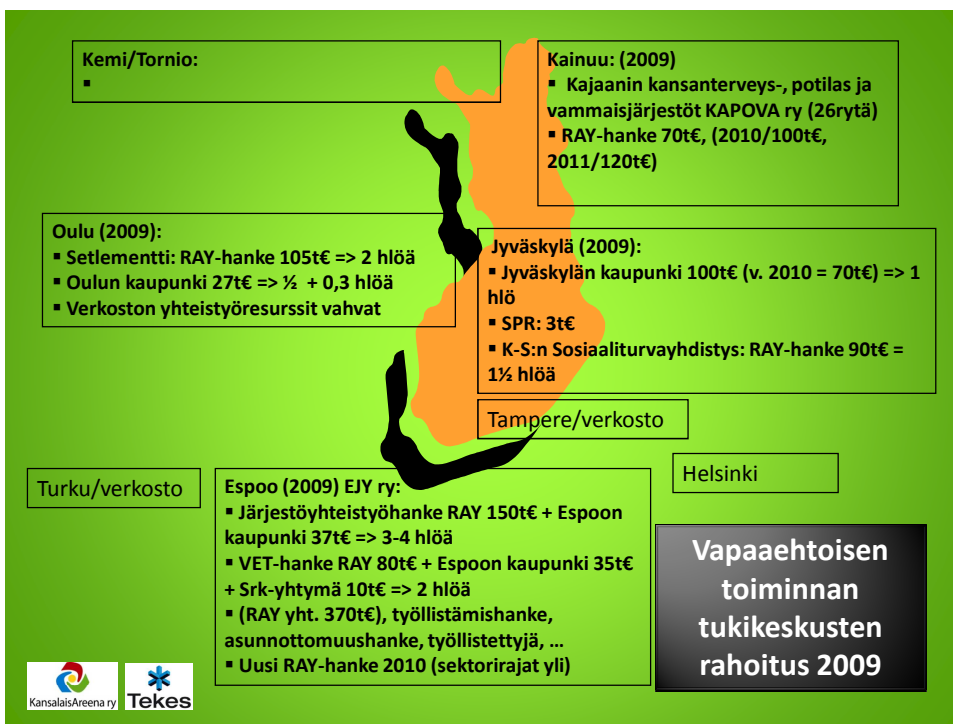 Kemi/Tornio:
▪
Kainuu: (2009)
▪ Kajaanin kansanterveys-, potilas ja
vammaisjärjestöt KAPOVA ry (26rytä)
▪ RAY-hanke 70t€, (2010/100t€,
2011/120t€)
Oulu (2009):
▪ Setlementti: RAY-hanke 105t€ => 2 hlöä
▪ Oulun kaupunki 27t€ => ½ + 0,3 hlöä
▪ Verkoston yhteistyöresurssit vahvat
Jyväskylä (2009):
▪ Jyväskylän kaupunki 100t€ (v. 2010 = 70t€) => 1
hlö
▪ SPR: 3t€
▪ K-S:n Sosiaaliturvayhdistys: RAY-hanke 90t€ =
1½ hlöä
Tampere/verkosto
Helsinki
Turku/verkosto
Espoo (2009) EJY ry:
▪ Järjestöyhteistyöhanke RAY 150t€ + Espoon
kaupunki 37t€ => 3-4 hlöä
▪ VET-hanke RAY 80t€ + Espoon kaupunki 35t€
+ Srk-yhtymä 10t€ => 2 hlöä
▪ (RAY yht. 370t€), työllistämishanke,
asunnottomuushanke, työllistettyjä, …
▪ Uusi RAY-hanke 2010 (sektorirajat yli)
Vapaaehtoisen
toiminnan
tukikeskusten
rahoitus 2009
KansalaisAreena ry
Tekes